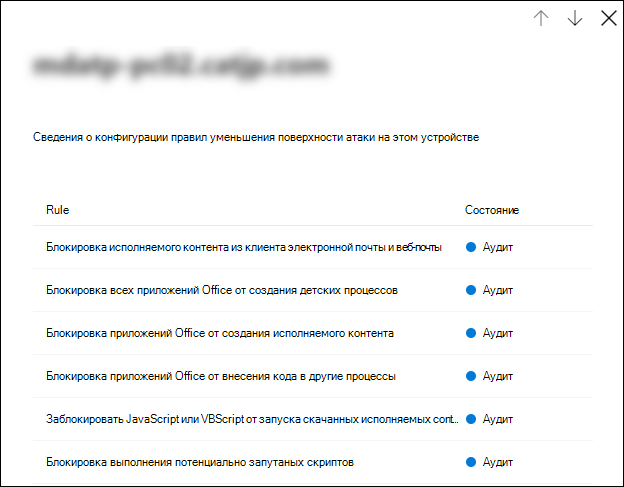 Сведения о конфигурации правил уменьшения поверхности атаки на этом устройстве
Rule Состояние
Блокировка исполняемого контента из клиента электронной почты и веб-почты Аудит
Блокировка всех приложений Office от создания детских процессов Аудит
Блокировка приложений Office от создания исполняемого контента Аудит
Блокировка приложений Office от внесения кода в другие процессы Аудит
Заблокировать JavaScript или VBScript от запуска скачанных исполняемых cont... Аудит
Блокировка выполнения потенциально запутаных скриптов Аудит